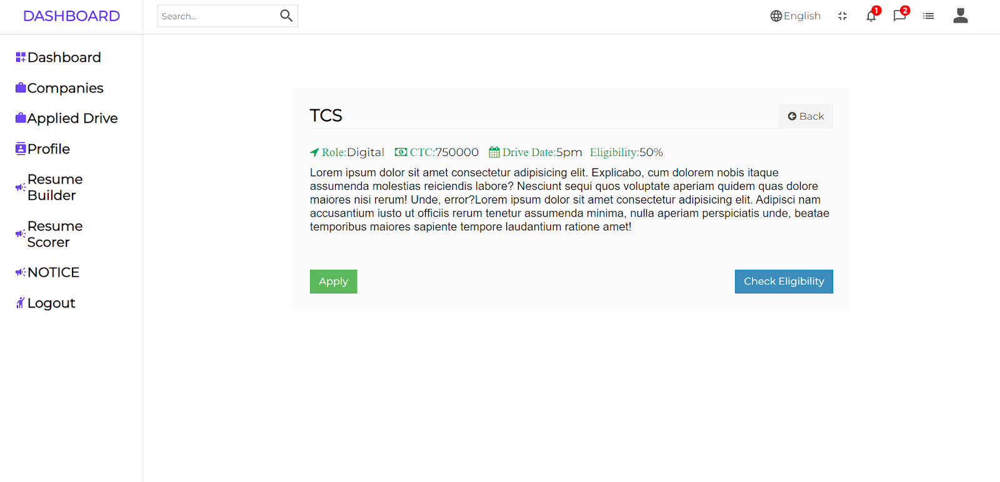 DASHBOARD
Search...
English
1
2
Dashboard
Companies
Applied Drive
Profile
Resume
Builder
Resume
Scorer
NOTICE
Logout
TCS
Back
Role:Digital CTC:750000 Drive Date:5pm Eligibility:50%
Lorem ipsum dolor sit amet consectetur adipisicing elit. Explicabo, cum dolorem nobis itaque
assumenda molestias reiciendis labore? Nesciunt sequi quos voluptate aperiam quidem quas dolore
maiores nisi rerum! Unde, error?Lorem ipsum dolor sit amet consectetur adipisicing elit. Adipisci nam
accusantium iusto ut officiis rerum tenetur assumenda minima, nulla aperiam perspiciatis unde, beatae
temporibus maiores sapiente tempore laudantium ratione amet!
Apply
Check Eligibility